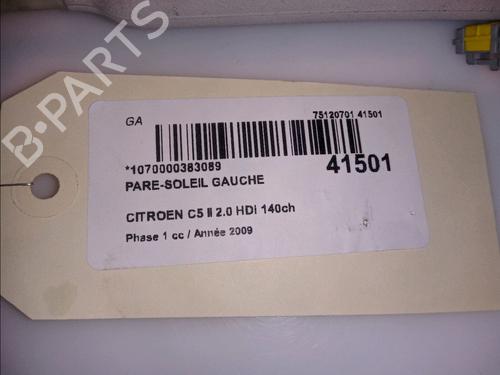 B-PARTS
GA
75120701 41501
*1070000383089
41501
PARE-SOLEIL GAUCHE
CITROEN C5 II 2.0 HDi 140ch
Phase 1 cc / Année 2009